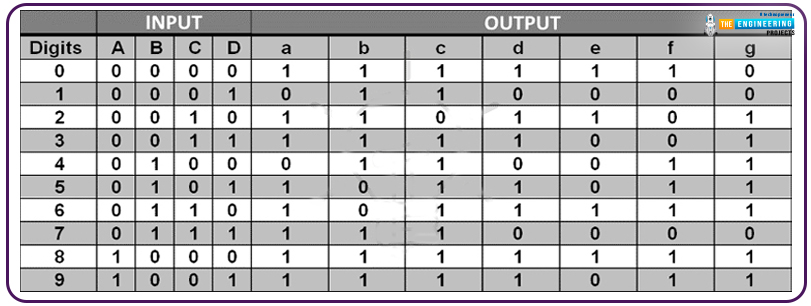 INPUT OUTPUT
THE ENGINEERING
PROJECTS
Digits A B C D a b c d e f g
0 0 0 0 0 1 1 1 1 1 1 0
1 0 0 0 1 0 1 1 0 0 0 0
2 0 0 1 0 1 1 0 1 1 0 1
3 0 0 1 1 1 1 1 1 0 0 1
4 0 1 0 0 0 1 1 0 0 1 1
5 0 1 0 1 1 0 1 1 0 1 1
6 0 1 1 0 1 0 1 1 1 1 1
7 0 1 1 1 1 1 1 0 0 0 0
8 1 0 0 0 1 1 1 1 1 1 1
9 1 0 0 1 1 1 1 1 0 1 1